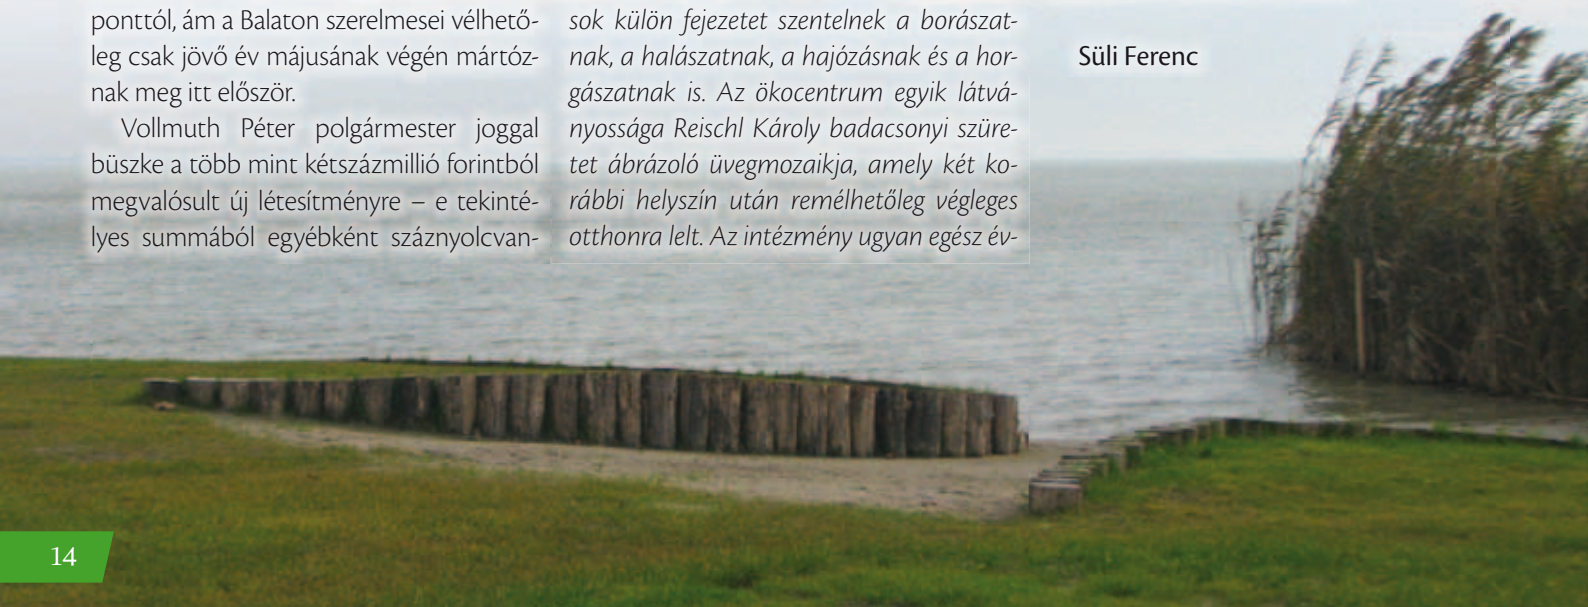 ponttól, ám a Balaton szerelmesei vélhető-
leg csak jövő év májusának végén mártóz-
nak meg itt először.
Vollmuth Péter polgármester joggal
büszke a több mint kétszázmillió forintból
megvalósult új létesítményre – e tekinté-
lyes summából egyébként száznyolcvan-
sok külön fejezetet szentelnek a borászat-
nak, a halászatnak, a hajózásnak és a hor-
gászatnak is. Az ökocentrum egyik látvá-
nyossága Reischl Károly badacsonyi szüre-
tet ábrázoló üvegmozaikja, amely két ko-
rábbi helyszín után remélhetőleg végleges
otthonra lelt. Az intézmény ugyan egész év-
Süli Ferenc
14